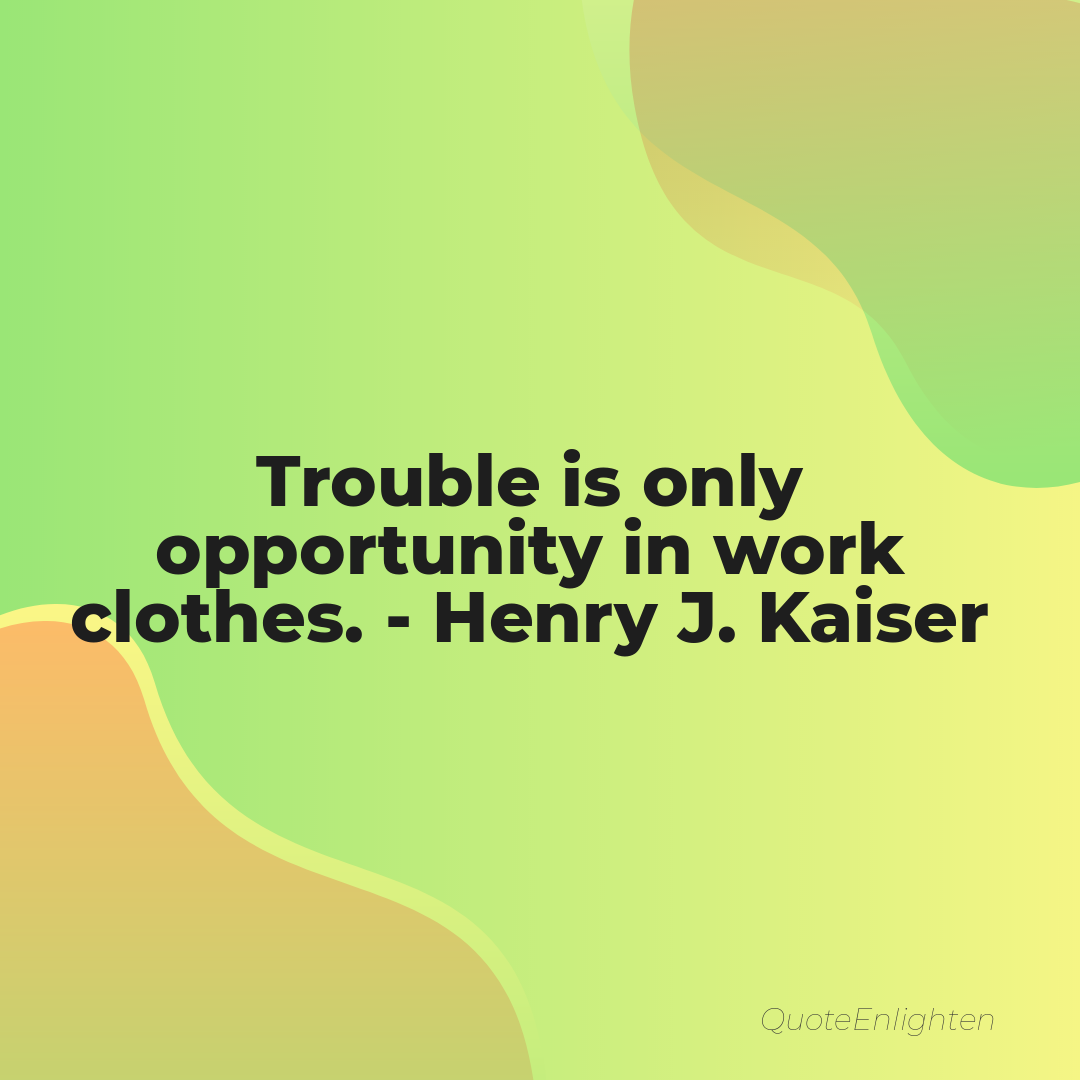 Trouble is only
opportunity in work
clothes. - Henry J. Kaiser
QuoteEnlighten